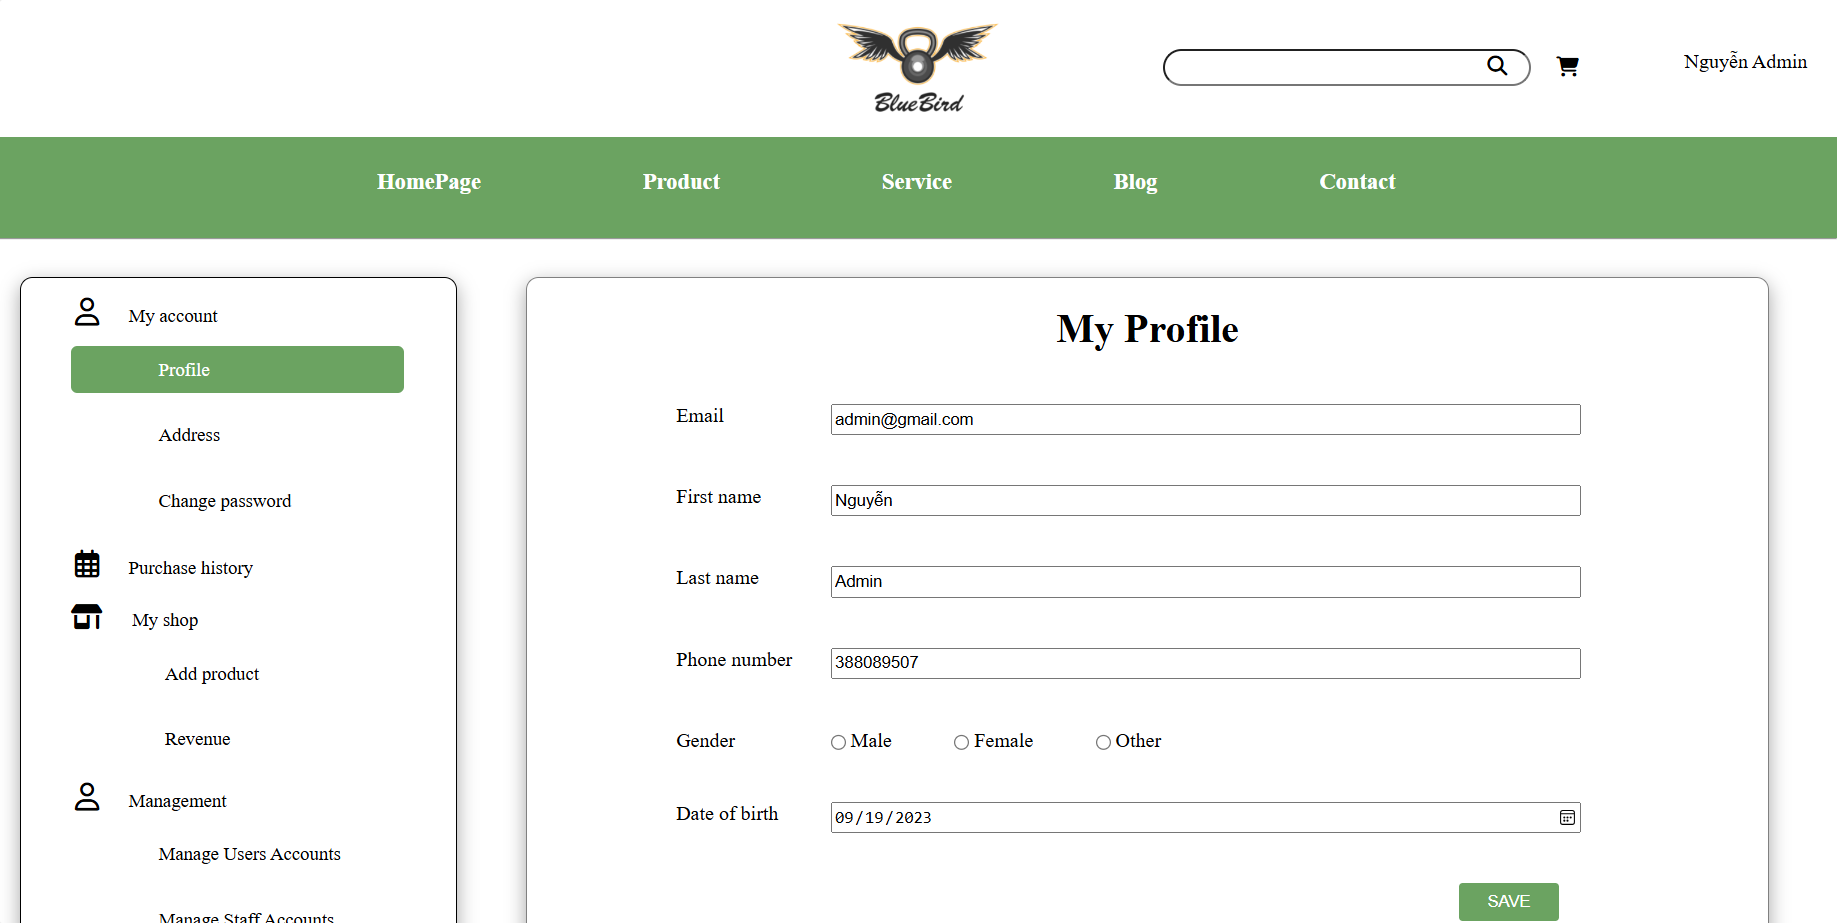 BlueBird
Nguyễn Admin
HomePage Product Service Blog Contact
My account
Profile
Address
Change password
Purchase history
My shop
Add product
Revenue
Management
Manage Users Accounts
Manage Staff Accounts
My Profile
Email admin@gmail.com
First name Nguyễn
Last name Admin
Phone number 388089507
Gender Male Female Other
Date of birth 09/19/2023
SAVE